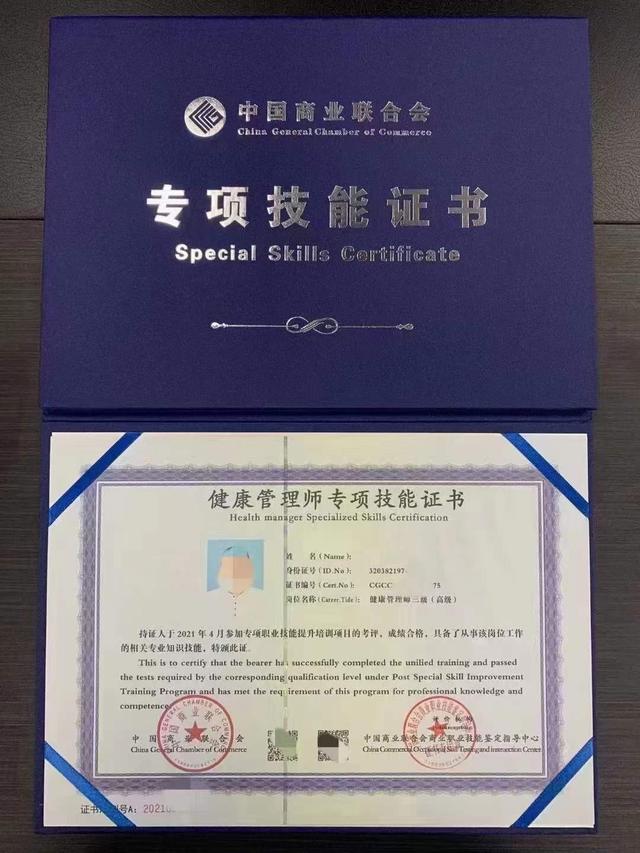 中国商业联合会
China General Chamber of Commerce
专项技能证书
Special Skills Certificate
健康管理师专项技能证书
Health manager Specialized Skills Certification
姓 名 (Name):
身份证号 (ID.No): 320382197
证书编号 (Cert.No) CGCC 75
岗位名称 (Career.Tide): 健康管理师三级 (高级)
持证人于 2021 年 4 月参加专项职业技能提升培训项目的考评，成绩合格，具备了从事该岗位工作
的相关专业知识技能，特颁此证。
This is to certify that the bearer has successfully completed the unilied training and passed
the tests required by the corresponding qualification level under Post Special Skill Improvement
Training Program and has met the requirement of this program for professional knowledge and
competence
评价机构
中国商业联合会 中国商业联合会商业职业技能鉴定指导中心
China General Chamber of Commerce China Commercial Occupational Skill Testing and Instruction Center
证书 号A: 2021